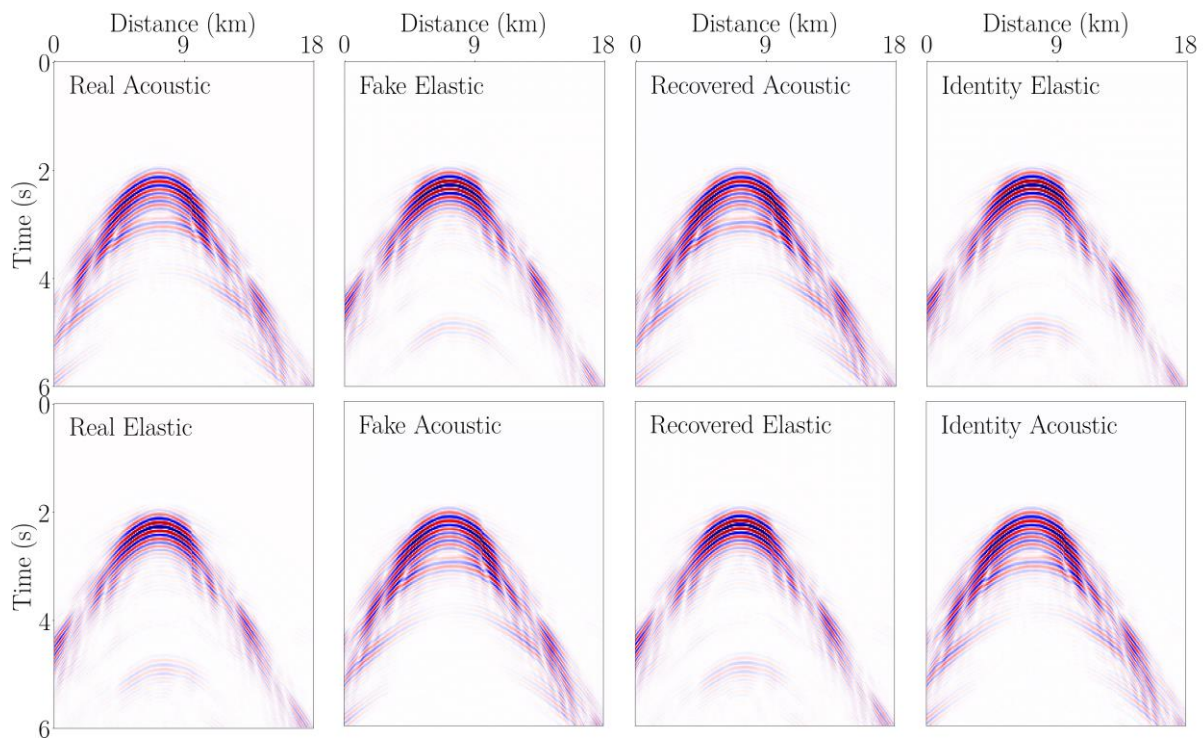 Distance (km) Distance (km) Distance (km) Distance (km)
0 9 18 0 9 18 0 9 18 0 9 18
0
Real Acoustic Fake Elastic Recovered Acoustic Identity Elastic
2
Time (s)
4
6
0
Real Elastic Fake Acoustic Recovered Elastic Identity Acoustic
2
Time (s)
4
6